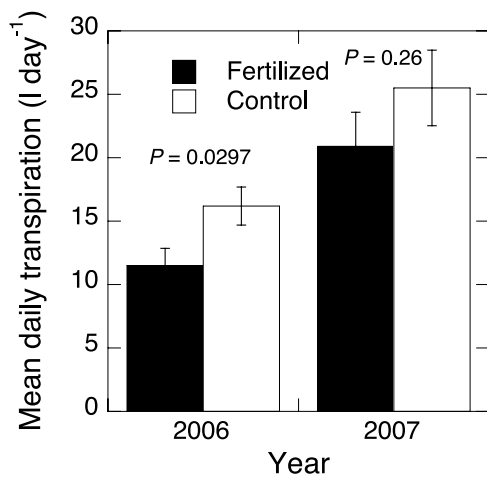 Mean daily transpiration (l day⁻¹)
30
25
20
15
10
5
0
Fertilized
Control
P = 0.0297
P = 0.26
2006
2007
Year